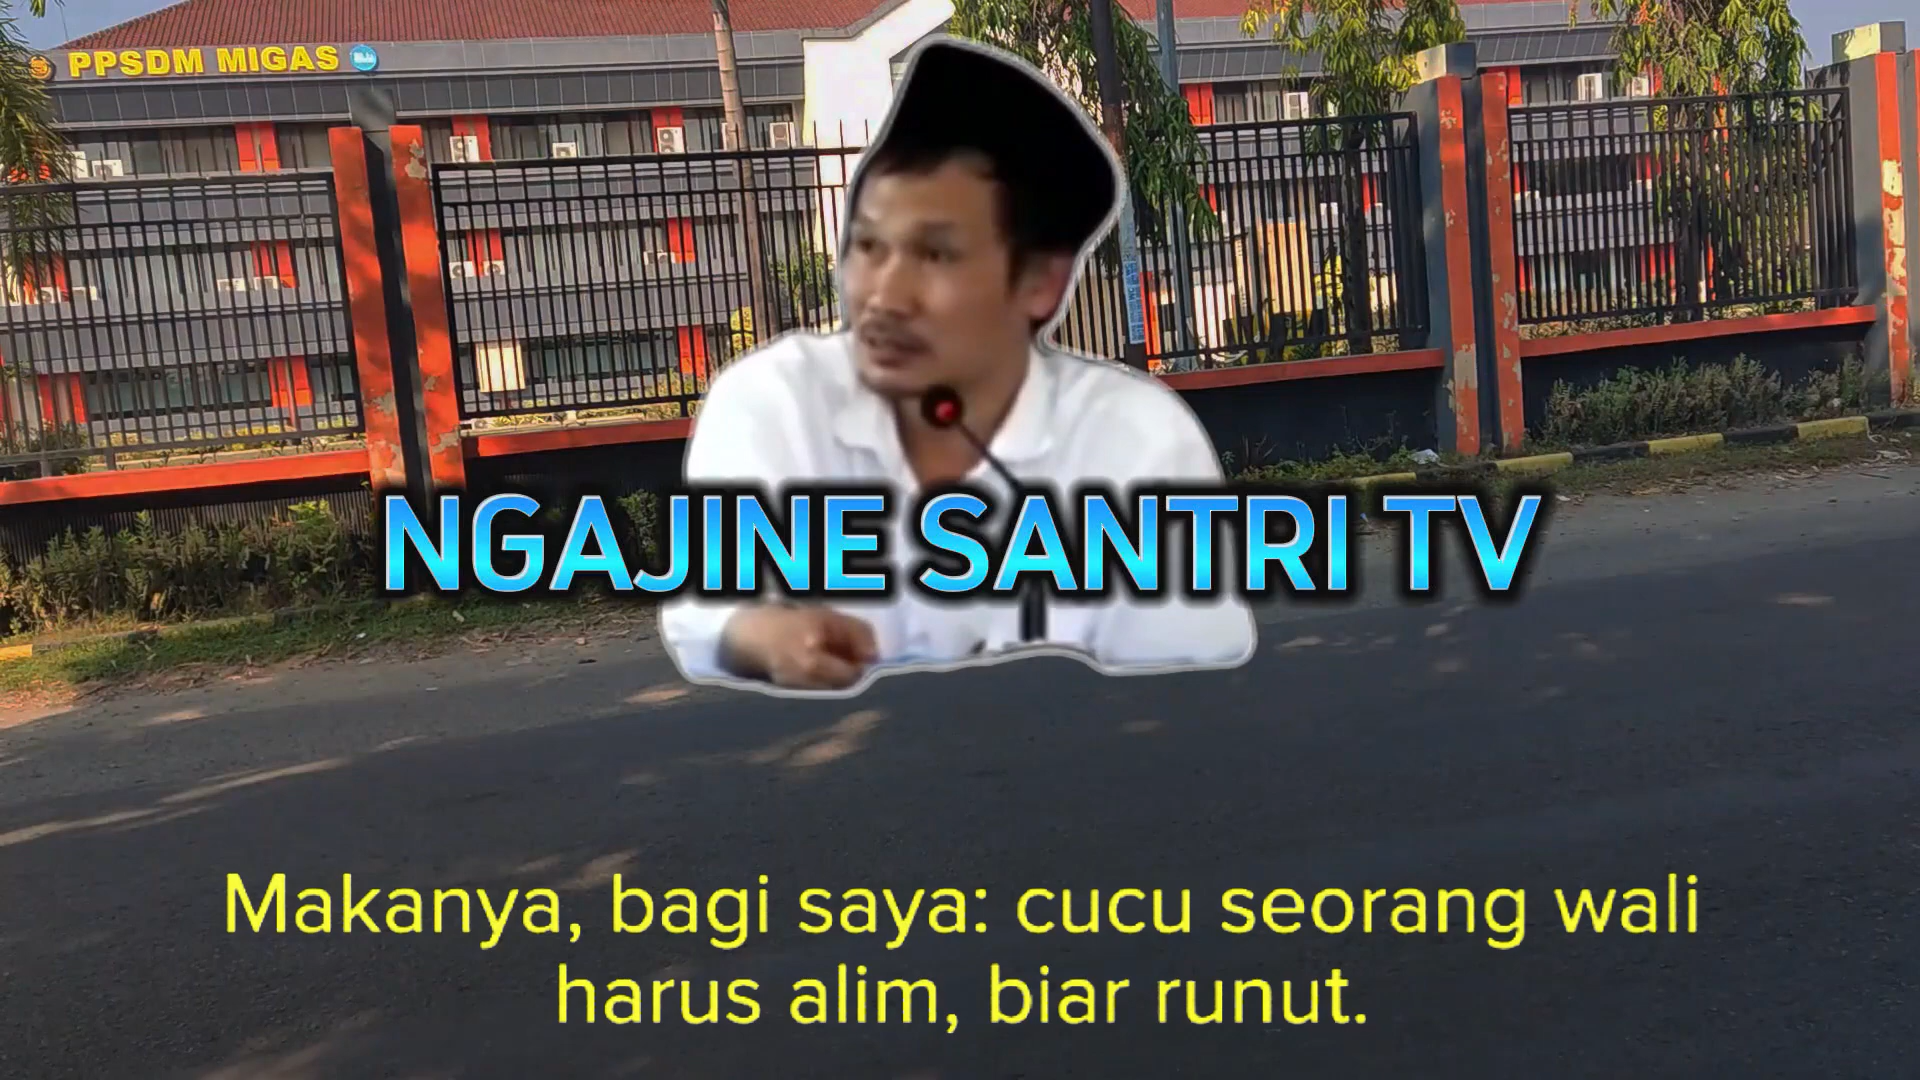 PPSDM MIGAS
NGAJINE SANTRI TV
Makanya, bagi saya: cucu seorang wali
harus alim, biar runut.